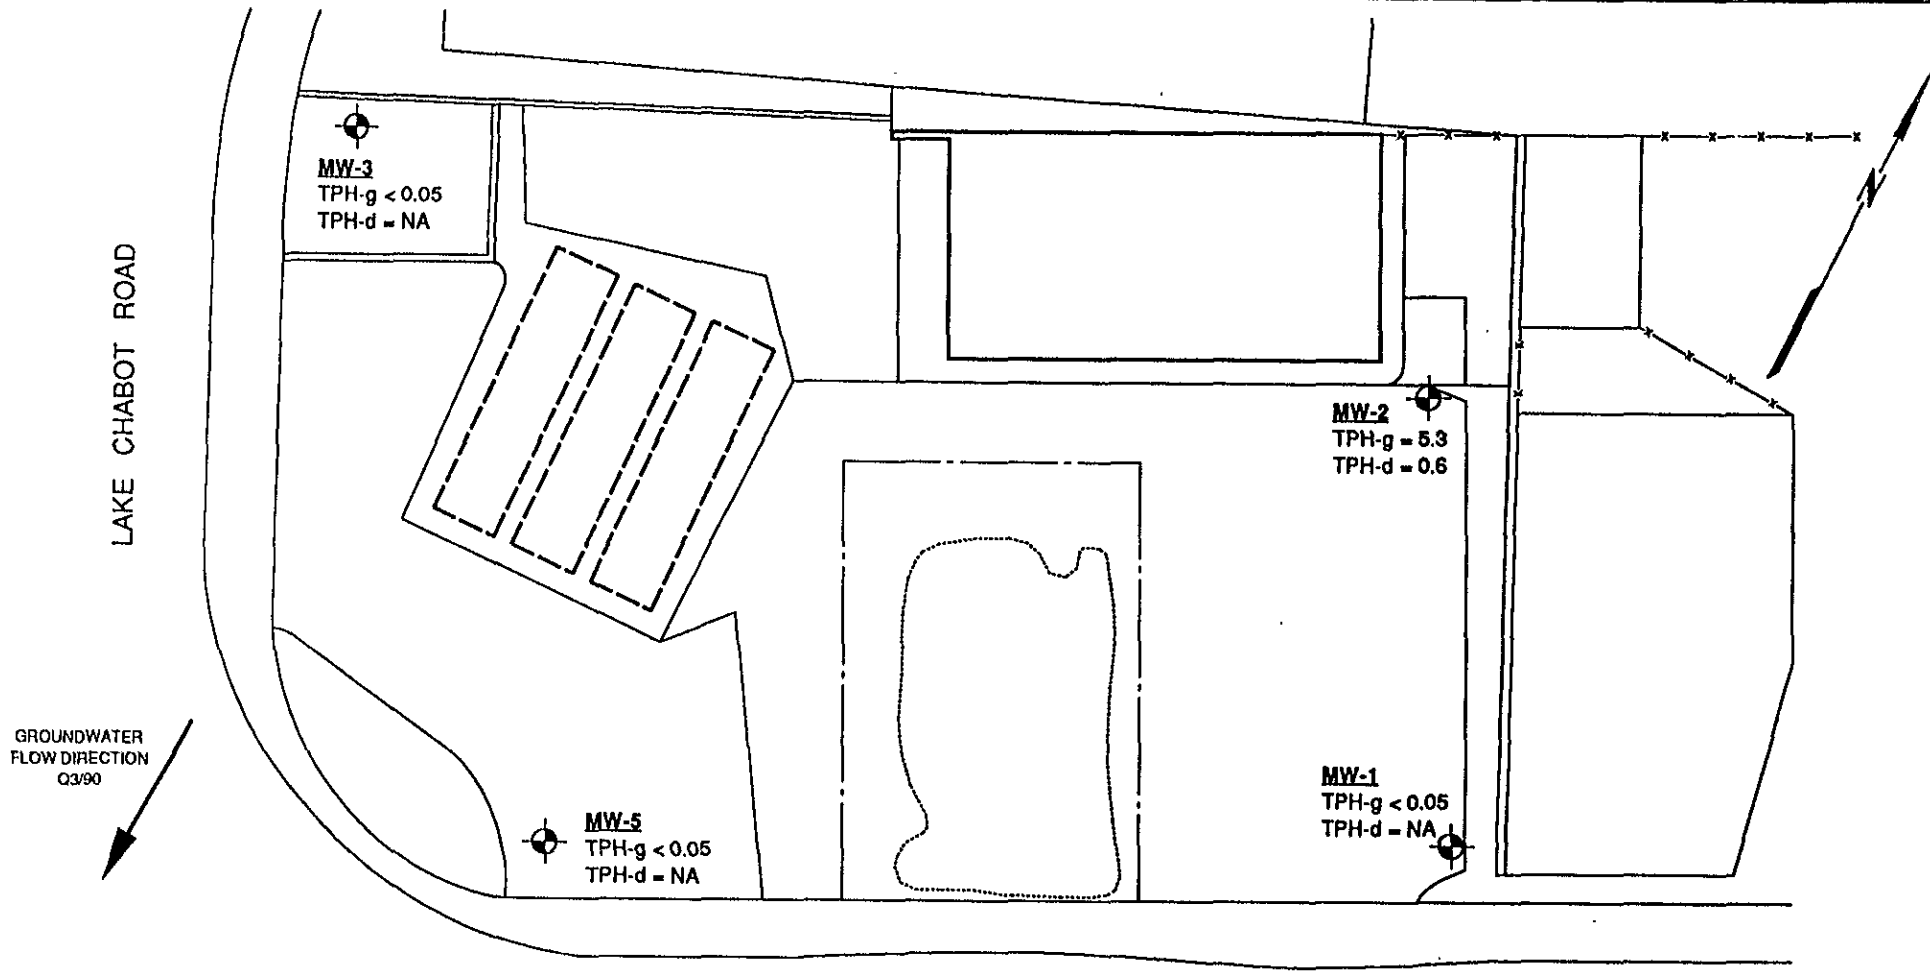 MW-3
TPH-g < 0.05
TPH-d = NA
N
LAKE CHABOT ROAD
MW-2
TPH-g = 5.3
TPH-d = 0.6
GROUNDWATER
FLOW DIRECTION
Q3/90
MW-1
TPH-g < 0.05
TPH-d = NA
MW-5
TPH-g < 0.05
TPH-d = NA